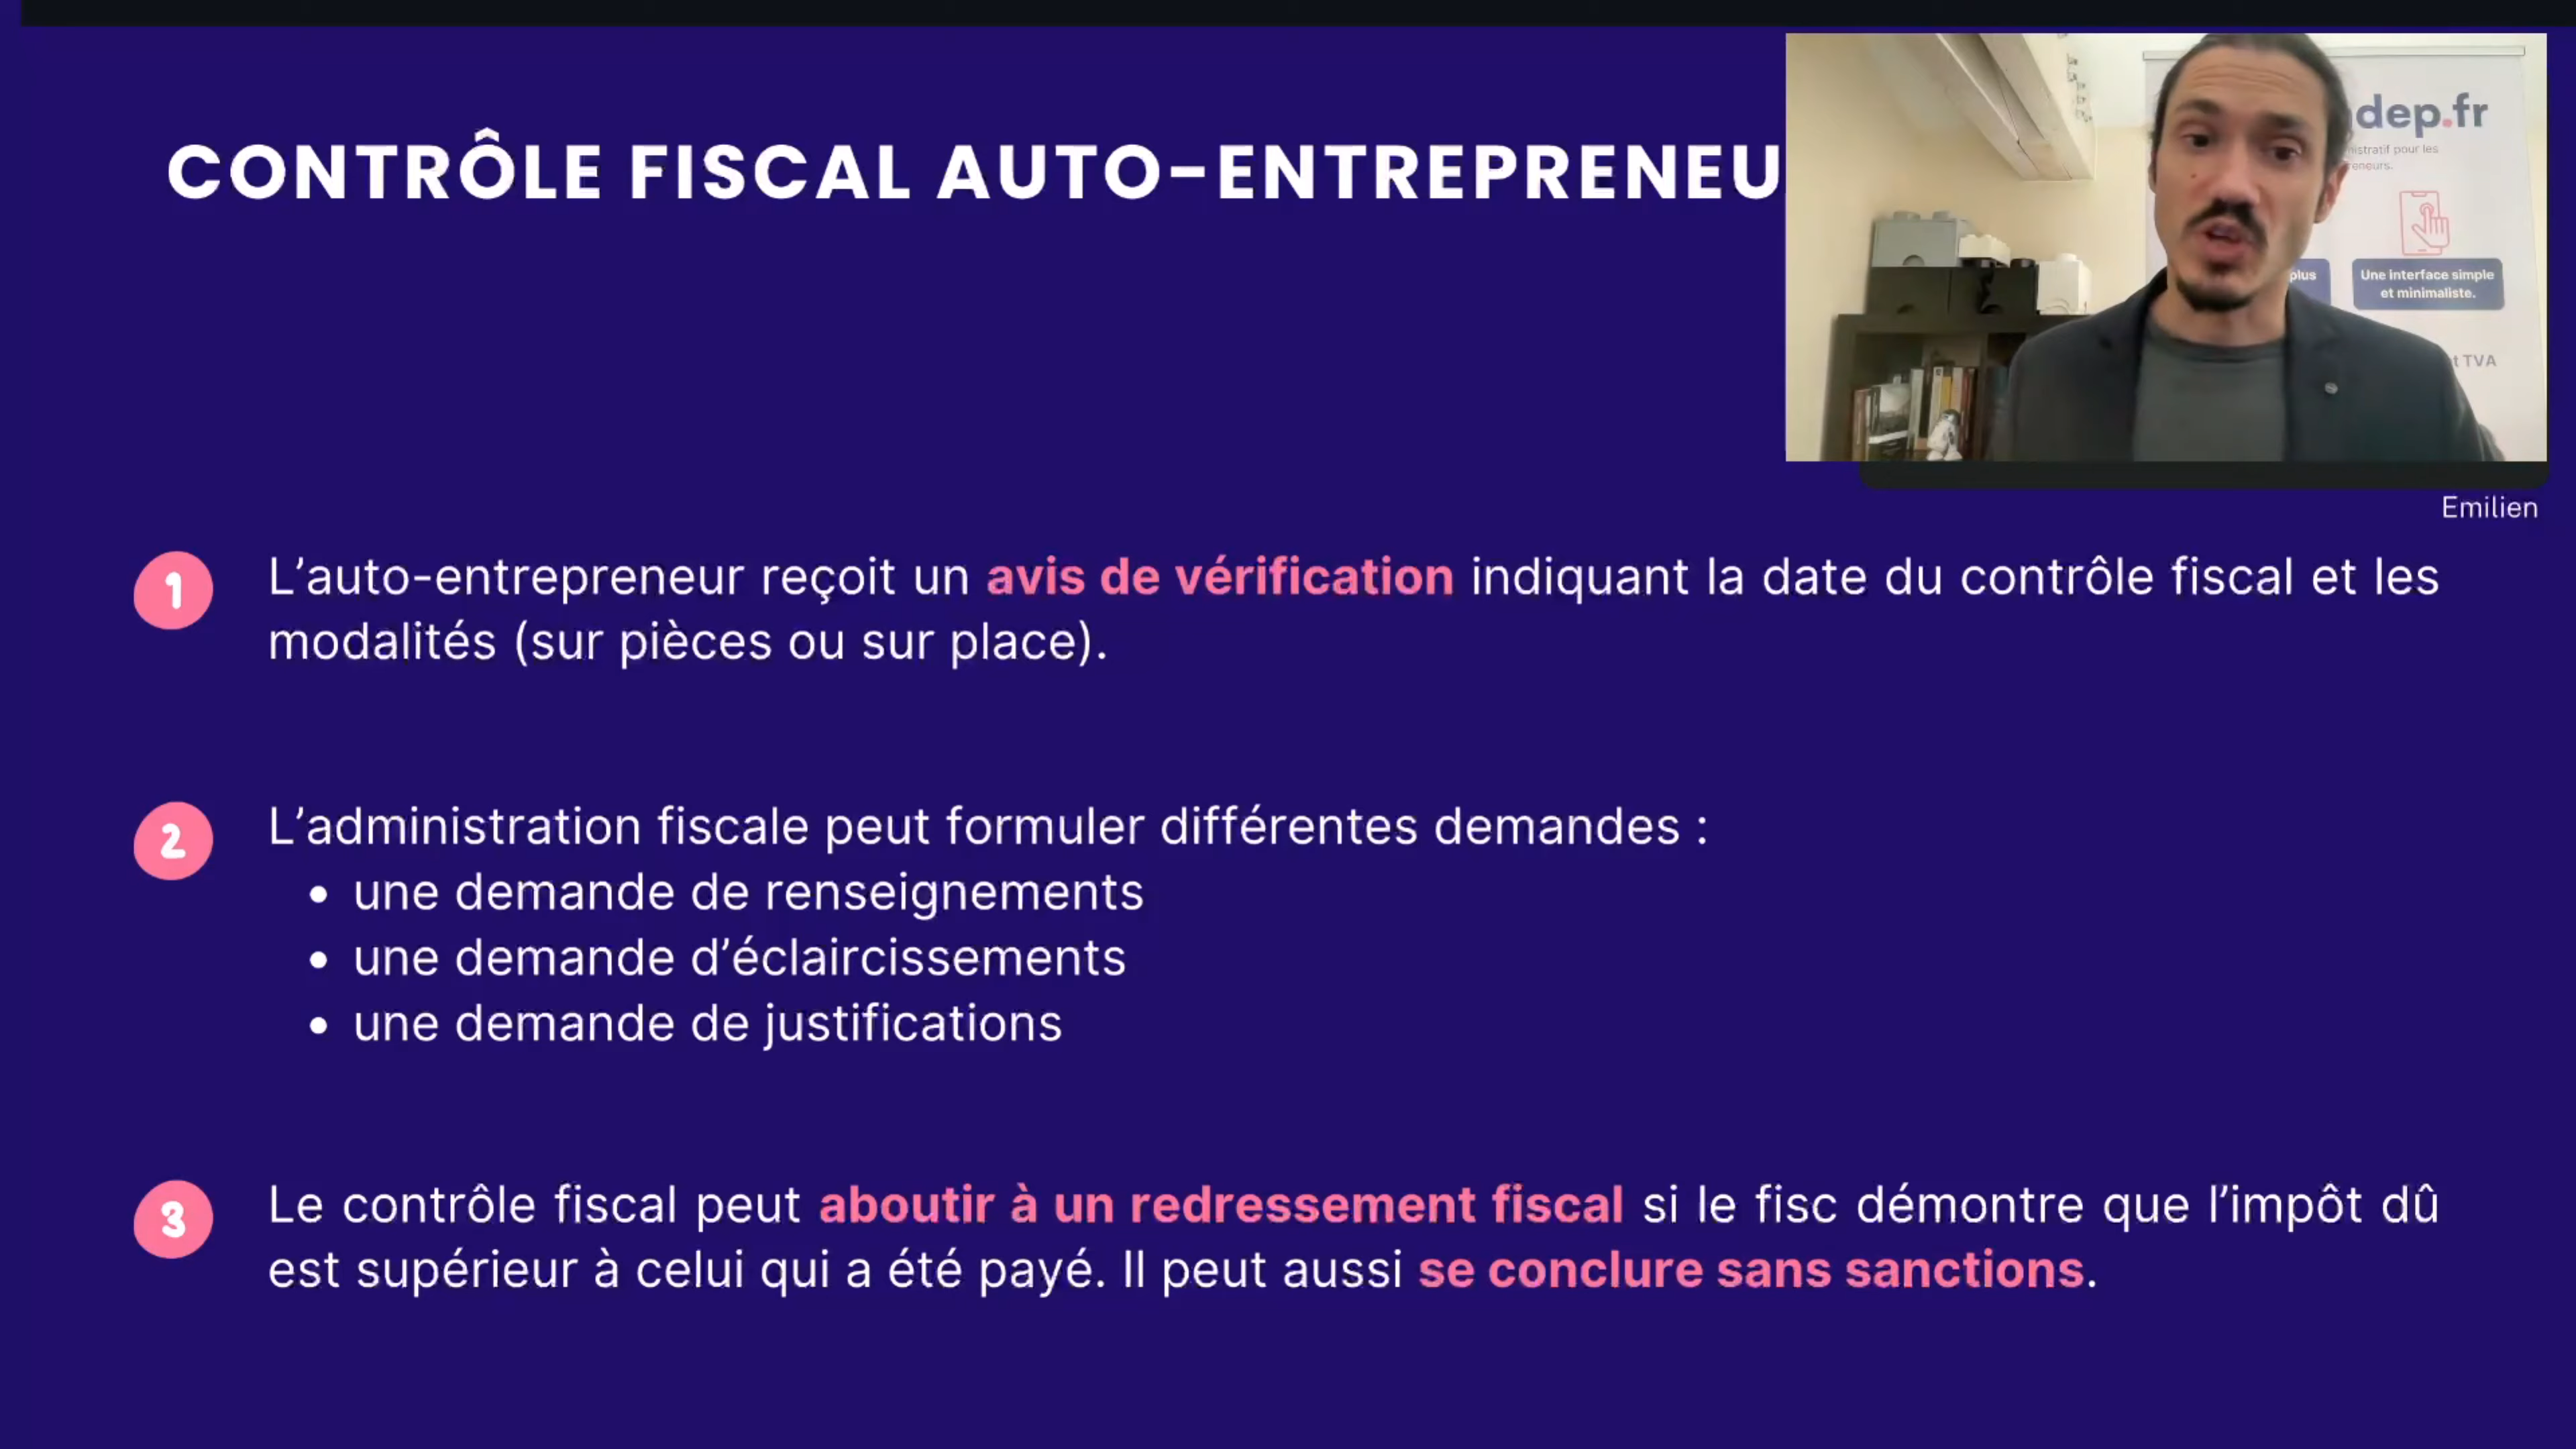 CONTRÔLE FISCAL AUTO-ENTREPRENEU
dep.fr
plus
Une interface simple
et minimaliste.
TVA
Emilien
1
L’auto-entrepreneur reçoit un avis de vérification indiquant la date du contrôle fiscal et les
modalités (sur pièces ou sur place).
2
L’administration fiscale peut formuler différentes demandes :
• une demande de renseignements
• une demande d’éclaircissements
• une demande de justifications
3
Le contrôle fiscal peut aboutir à un redressement fiscal si le fisc démontre que l’impôt dû
est supérieur à celui qui a été payé. Il peut aussi se conclure sans sanctions.